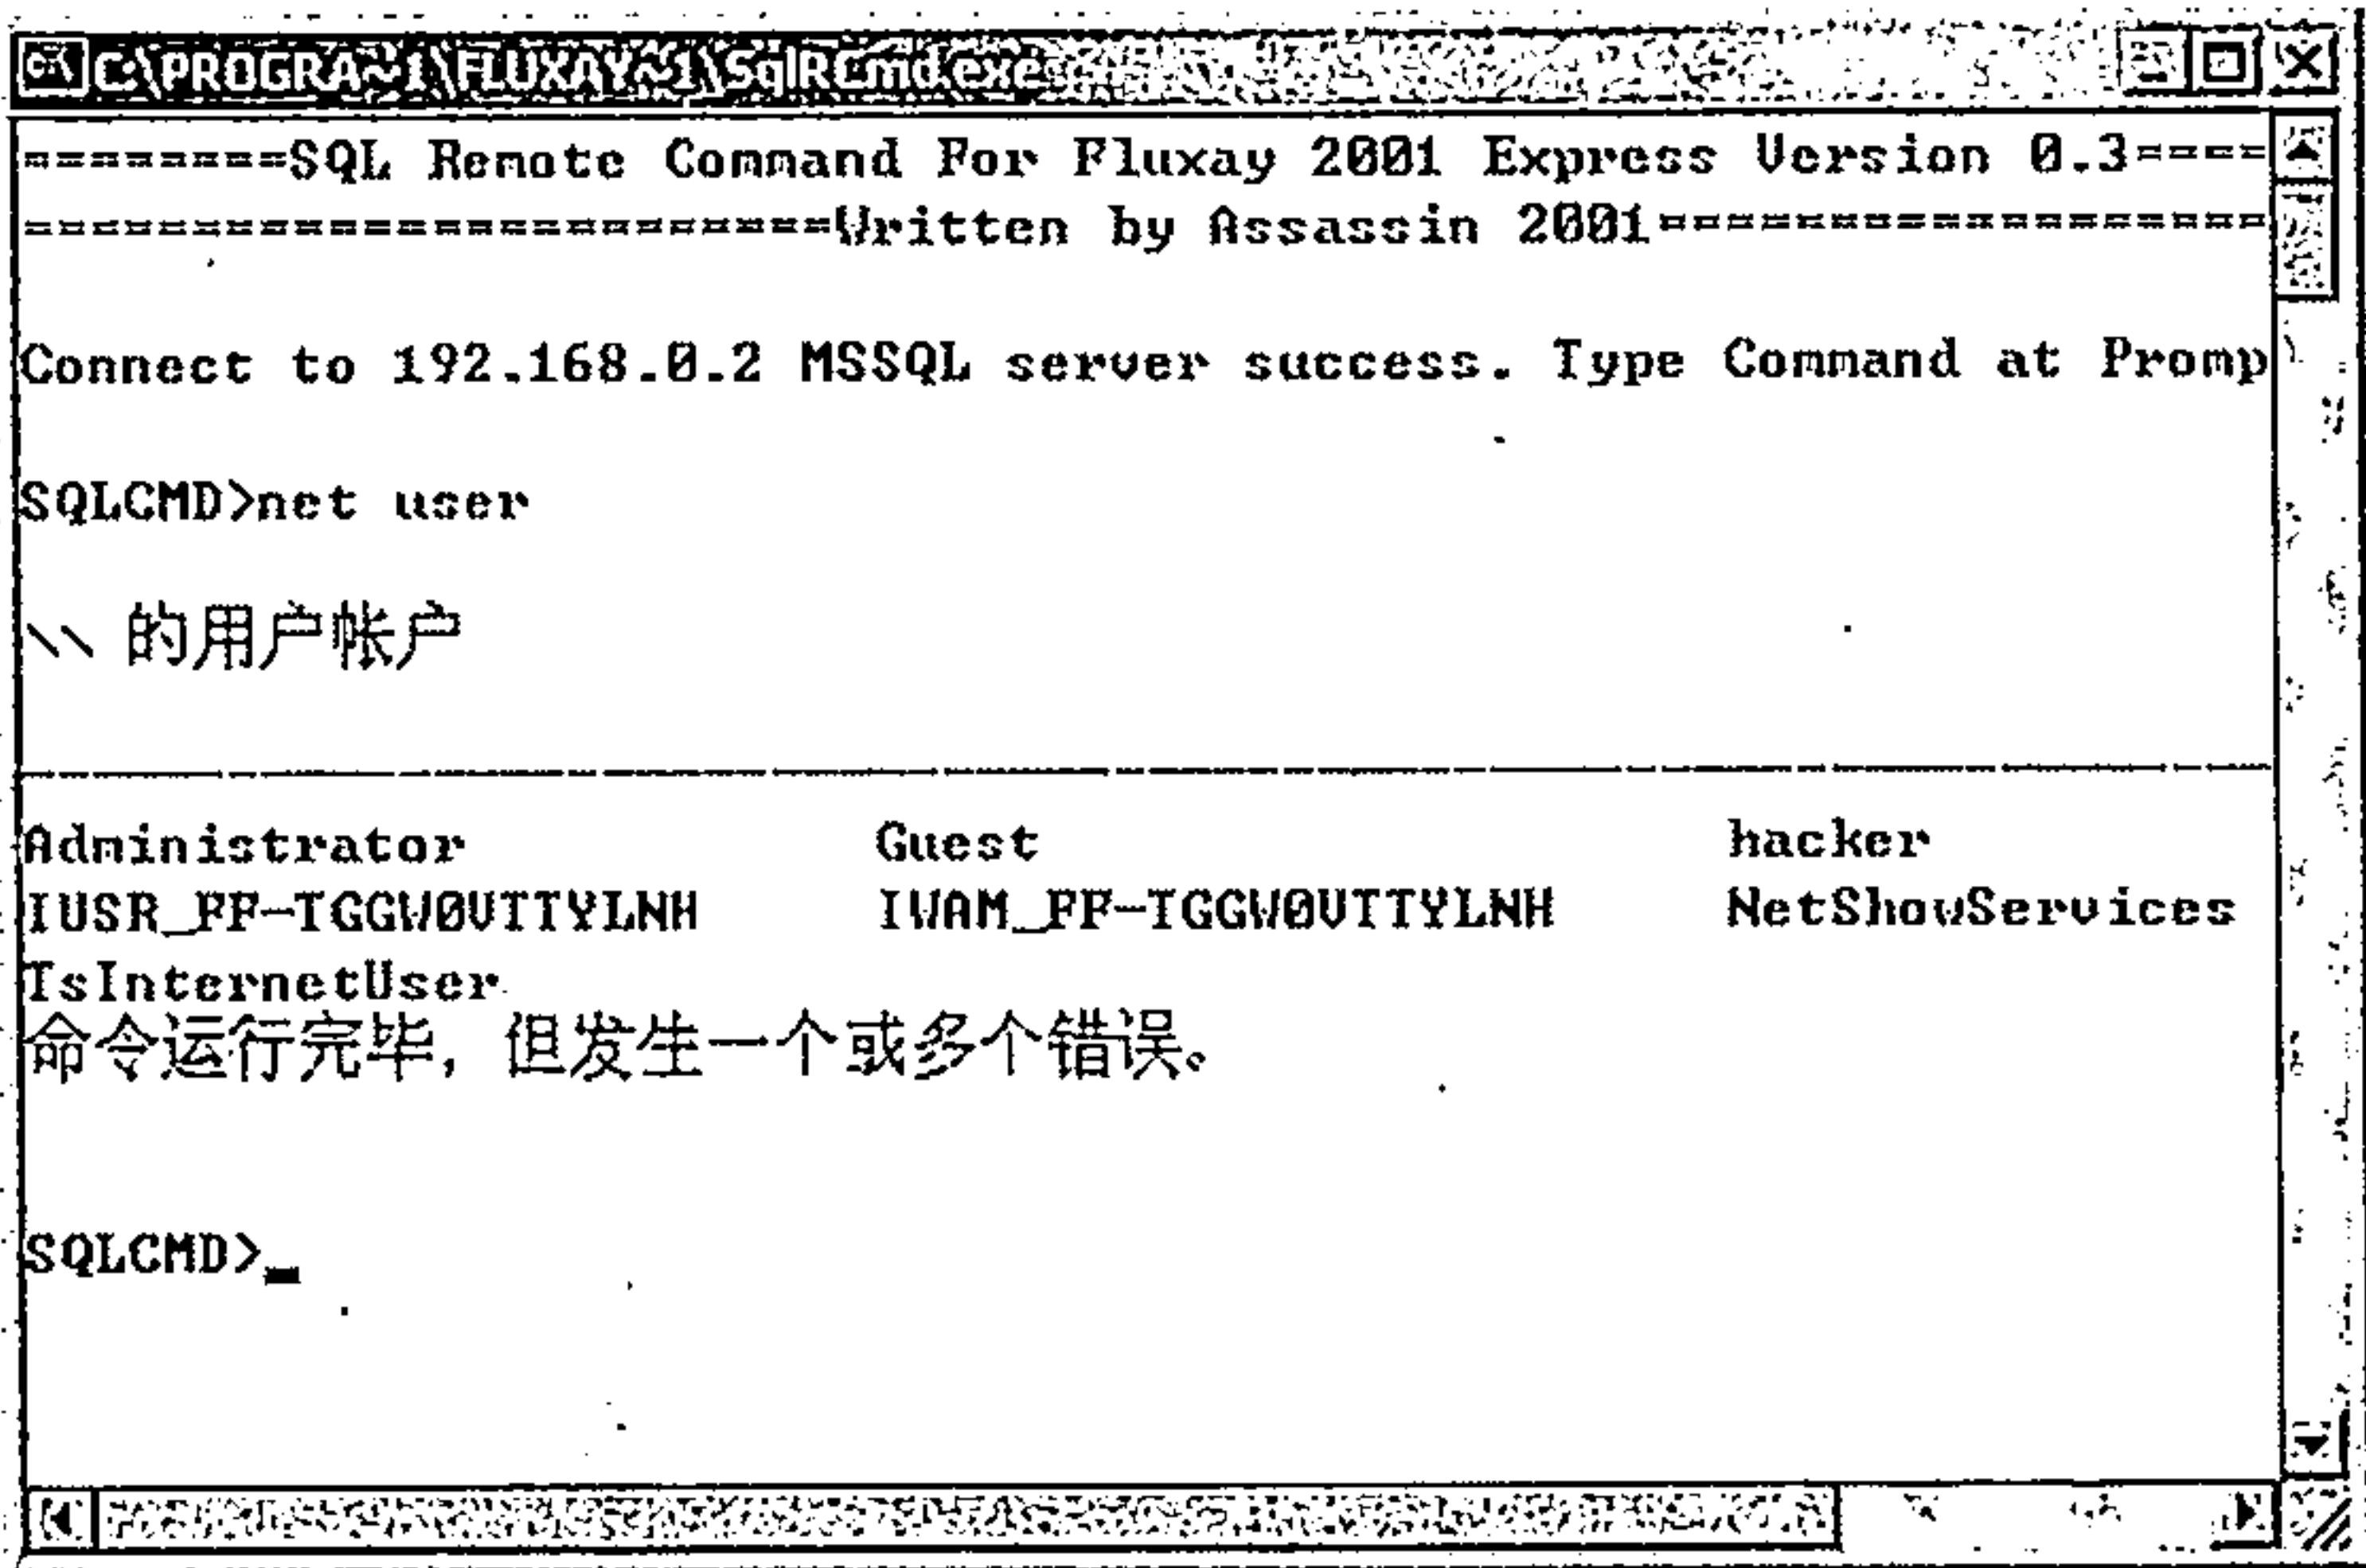 C:\PROGRA~1\FLUXAY~1\SqlRCmd.exe
========SQL Remote Command For Fluxay 2001 Express Version 0.3====
========================Written by Assassin 2001==================
Connect to 192.168.0.2 MSSQL server success. Type Command at Promp
SQLCMD>net user
\\ 的用户帐户
-------------------------------------------------------------------
Administrator Guest hacker
IUSR_PF-TGGW0VTTYLNH IWAM_PF-TGGW0VTTYLNH NetShowServices
TsInternetUser
命令运行完毕，但发生一个或多个错误。
SQLCMD>_